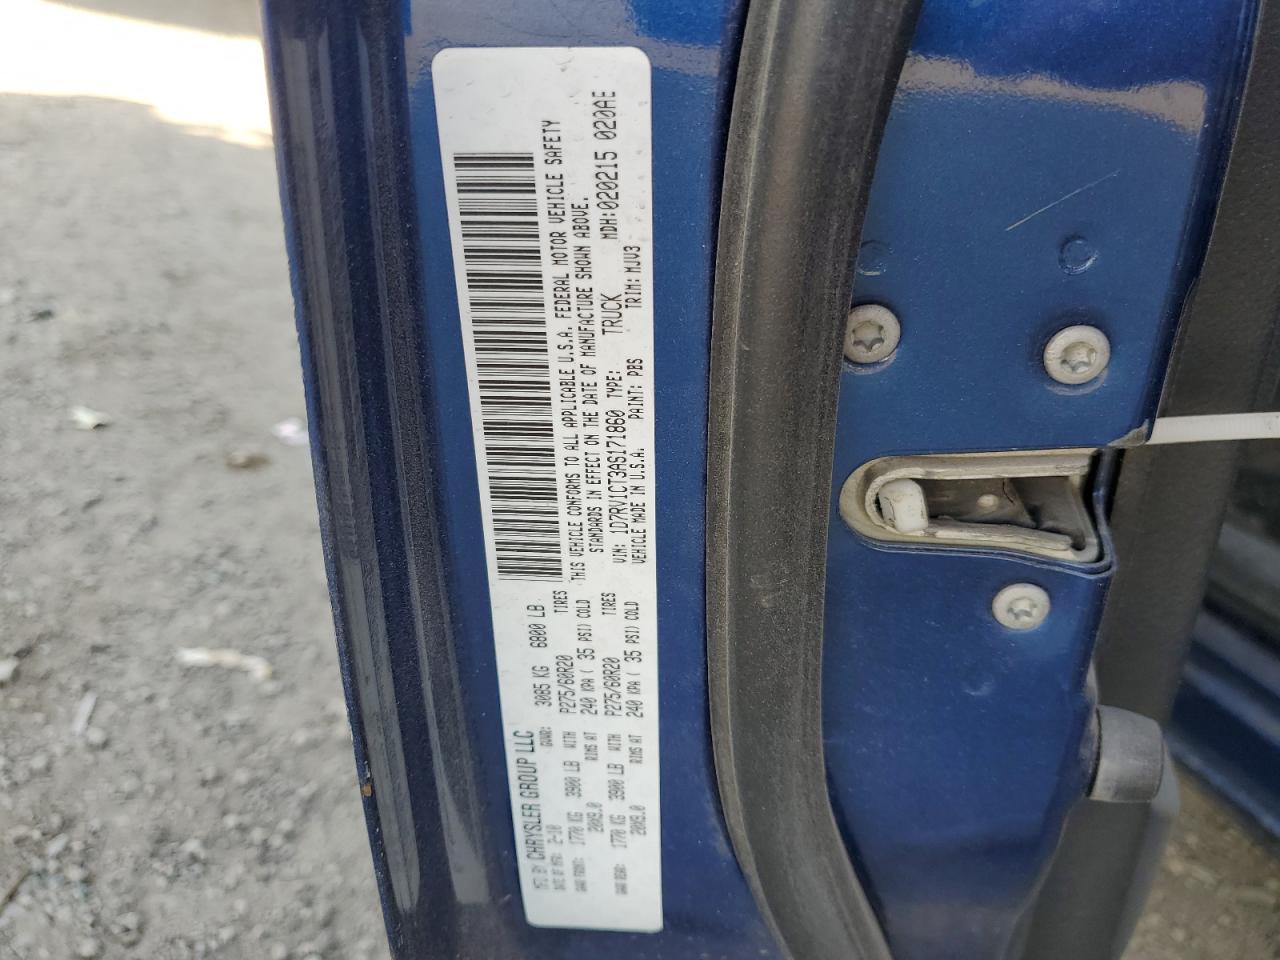 MFD BY CHRYSLER GROUP LLC
DATE OF MFR: 2-10 GVWR: 3085 KG 6800 LB
GAWR FRONT: 1770 KG 3900 LB WITH P275/60R20 TIRES
20X9.0 RIMS AT 240 KPA ( 35 PSI) COLD
GAWR REAR: 1770 KG 3900 LB WITH P275/60R20 TIRES
20X9.0 RIMS AT 240 KPA ( 35 PSI) COLD
THIS VEHICLE CONFORMS TO ALL APPLICABLE U.S.A. FEDERAL MOTOR VEHICLE SAFETY
STANDARDS IN EFFECT ON THE DATE OF MANUFACTURE SHOWN ABOVE.
VIN: 1D7RV1CT3AS171860 TYPE: TRUCK MDH:020215 020AE
VEHICLE MADE IN U.S.A. PAINT: PBS TRIM: MJV3